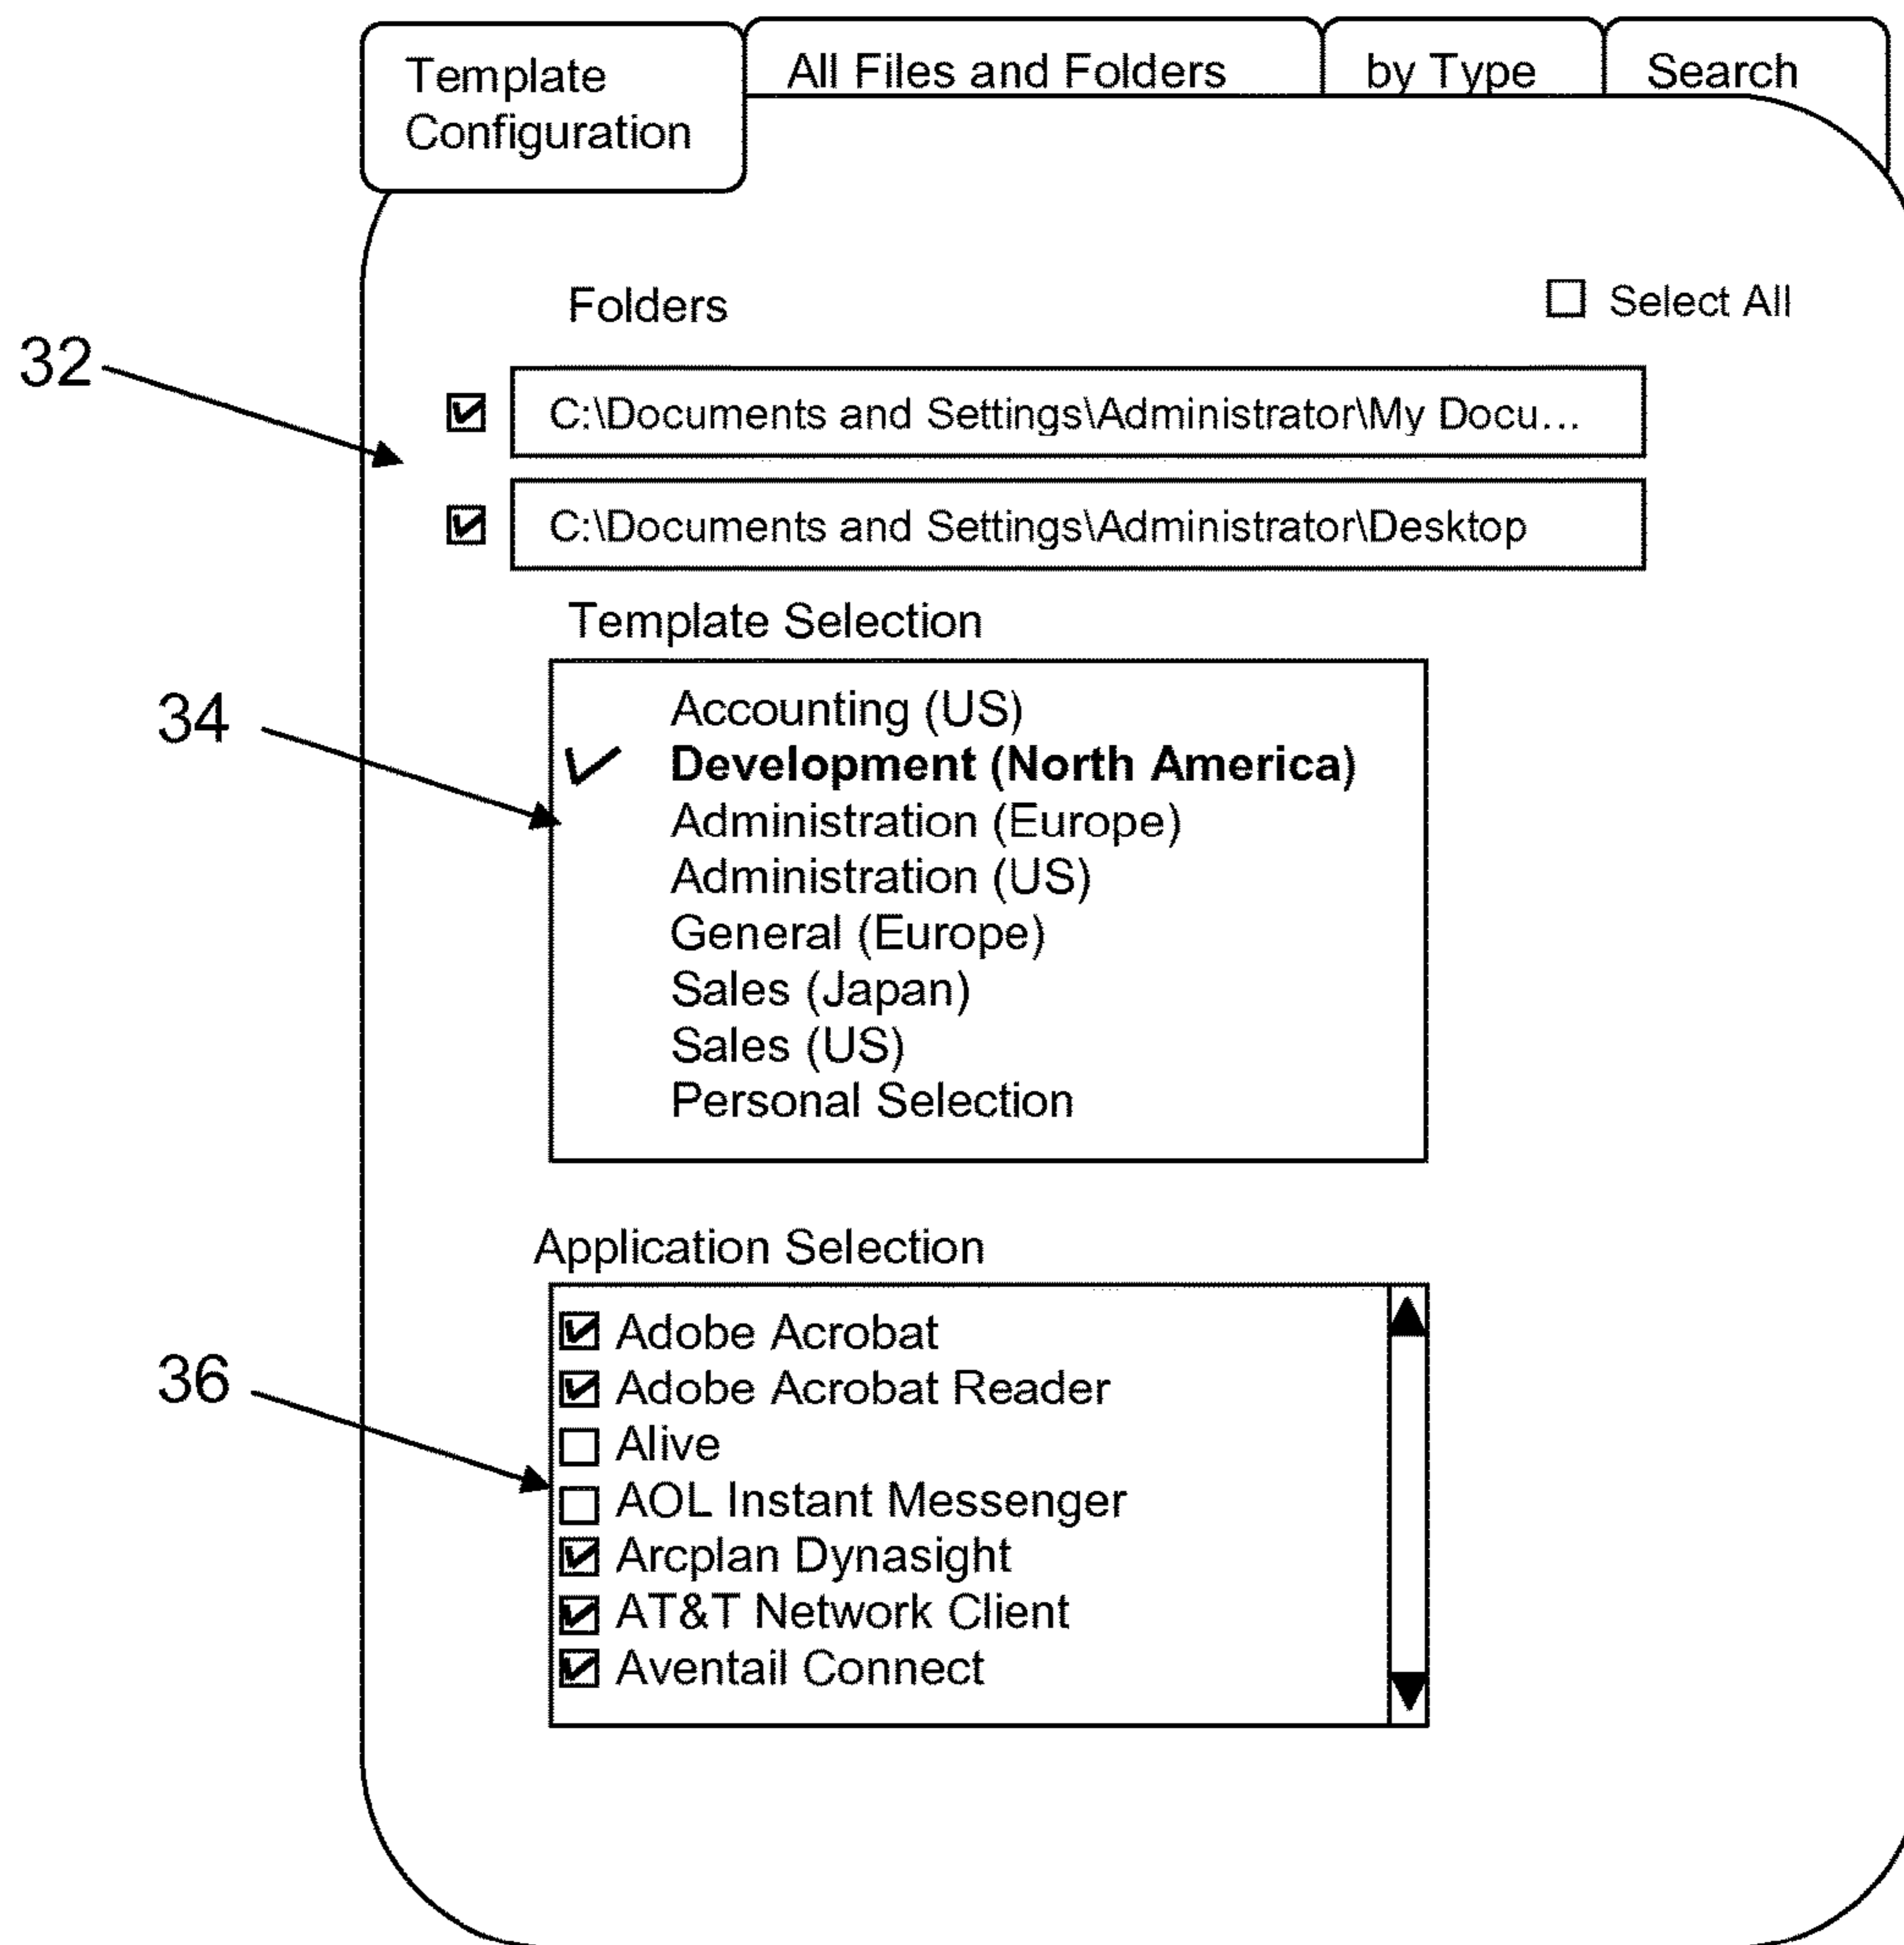 Template
Configuration
All Files and Folders
by Type
Search
Folders
Select All
32
C:\Documents and Settings\Administrator\My Docu...
C:\Documents and Settings\Administrator\Desktop
Template Selection
34
Accounting (US)
Development (North America)
Administration (Europe)
Administration (US)
General (Europe)
Sales (Japan)
Sales (US)
Personal Selection
Application Selection
36
Adobe Acrobat
Adobe Acrobat Reader
Alive
AOL Instant Messenger
Arcplan Dynasight
AT&T Network Client
Aventail Connect